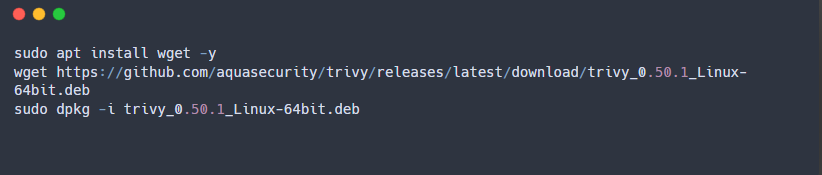 sudo apt install wget -y
wget https://github.com/aquasecurity/trivy/releases/latest/download/trivy_0.50.1_Linux-
64bit.deb
sudo dpkg -i trivy_0.50.1_Linux-64bit.deb